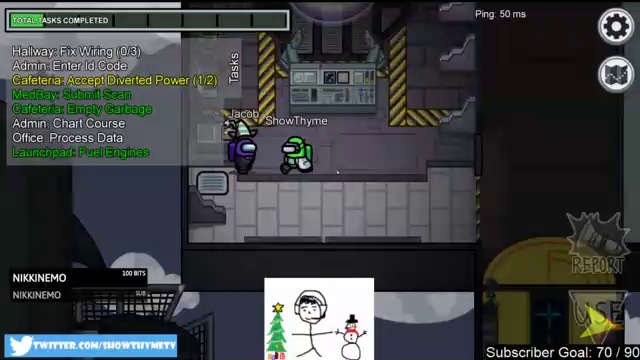 TOTAL TASKS COMPLETED
Ping: 50 ms
Hallway: Fix Wiring (0/3)
Admin: Enter Id Code
Cafeteria: Accept Diverted Power (1/2)
MedBay: Submit Scan
Cafeteria: Empty Garbage
Admin: Chart Course
Office: Process Data
Launchpad: Fuel Engines
Tasks
Jacob
ShowThyme
REPORT
USE
NIKKINEMO
100 BITS
NIKKINEMO
SUB
TWITTER.COM/SHOWTHYMETV
Subscriber Goal: 70 / 90